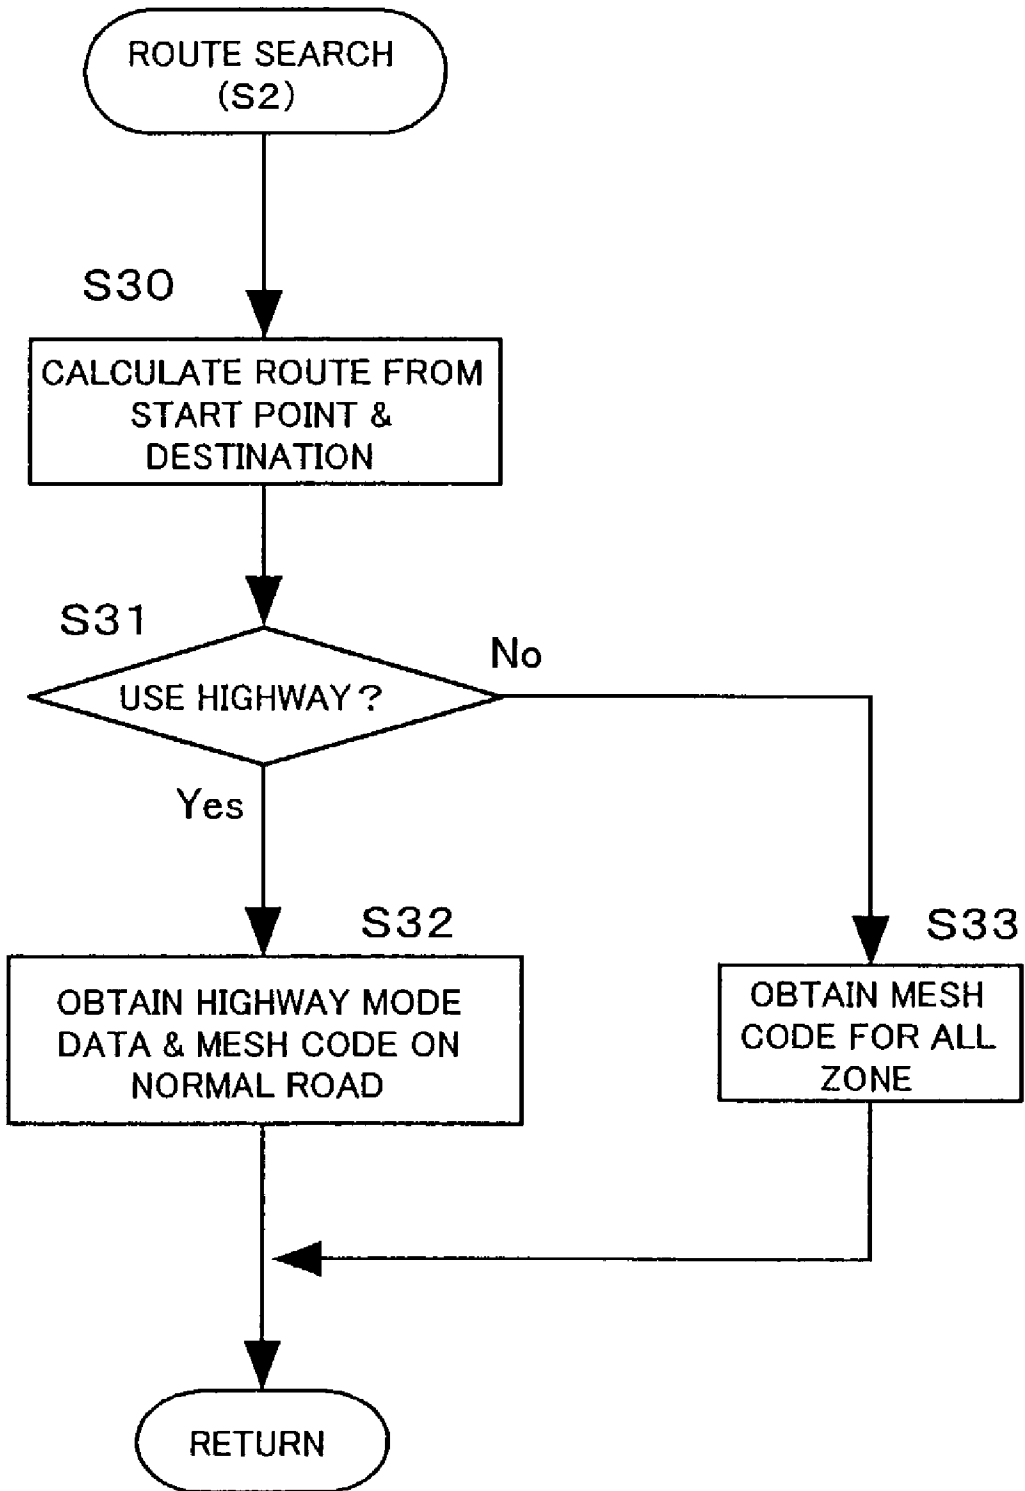 ROUTE SEARCH
(S2)
S30
CALCULATE ROUTE FROM
START POINT &
DESTINATION
S31
USE HIGHWAY?
No
Yes
S32
OBTAIN HIGHWAY MODE
DATA & MESH CODE ON
NORMAL ROAD
S33
OBTAIN MESH
CODE FOR ALL
ZONE
RETURN